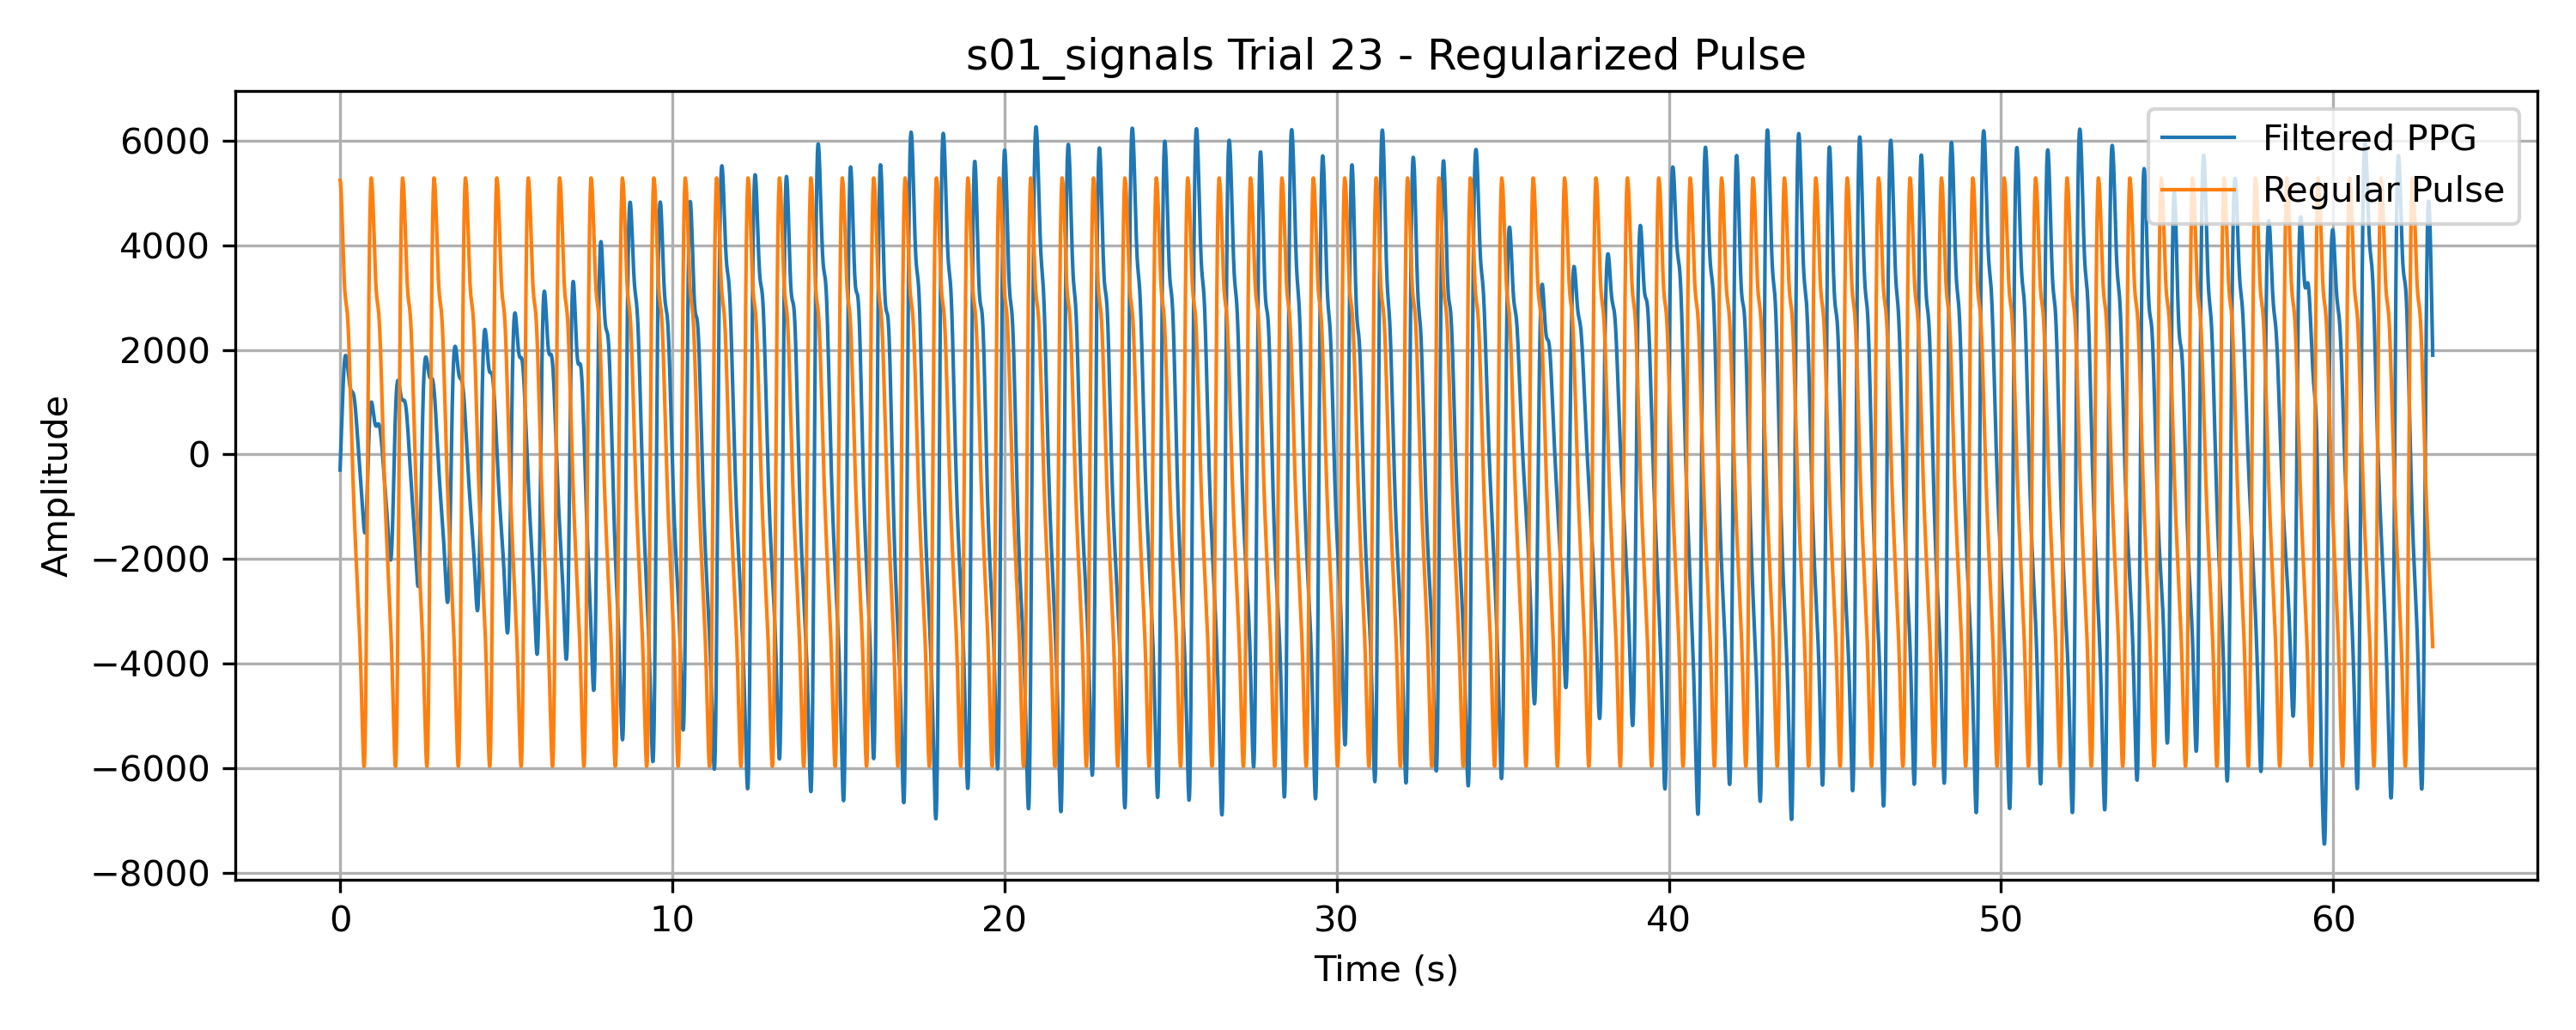 s01_signals Trial 23 - Regularized Pulse
Filtered PPG
Regular Pulse
Amplitude
6000
4000
2000
0
−2000
−4000
−6000
−8000
0 10 20 30 40 50 60
Time (s)